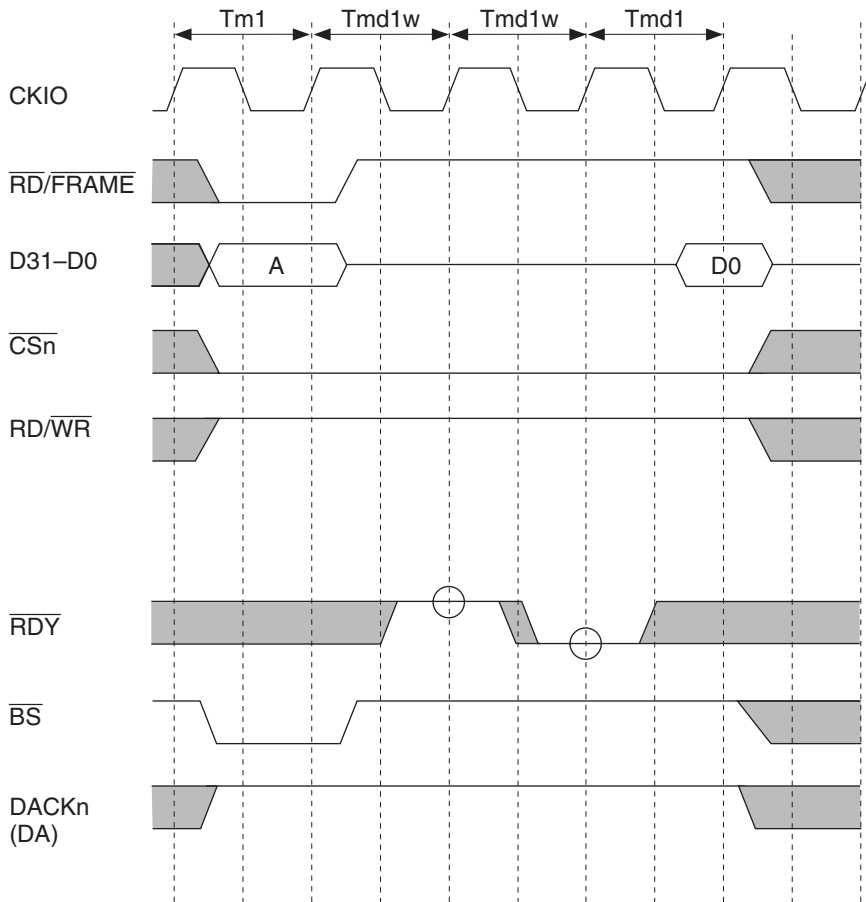 Tm1 Tmd1w Tmd1w Tmd1
CKIO
RD/FRAME
D31–D0
A
D0
CSn
RD/WR
RDY
BS
DACKn
(DA)